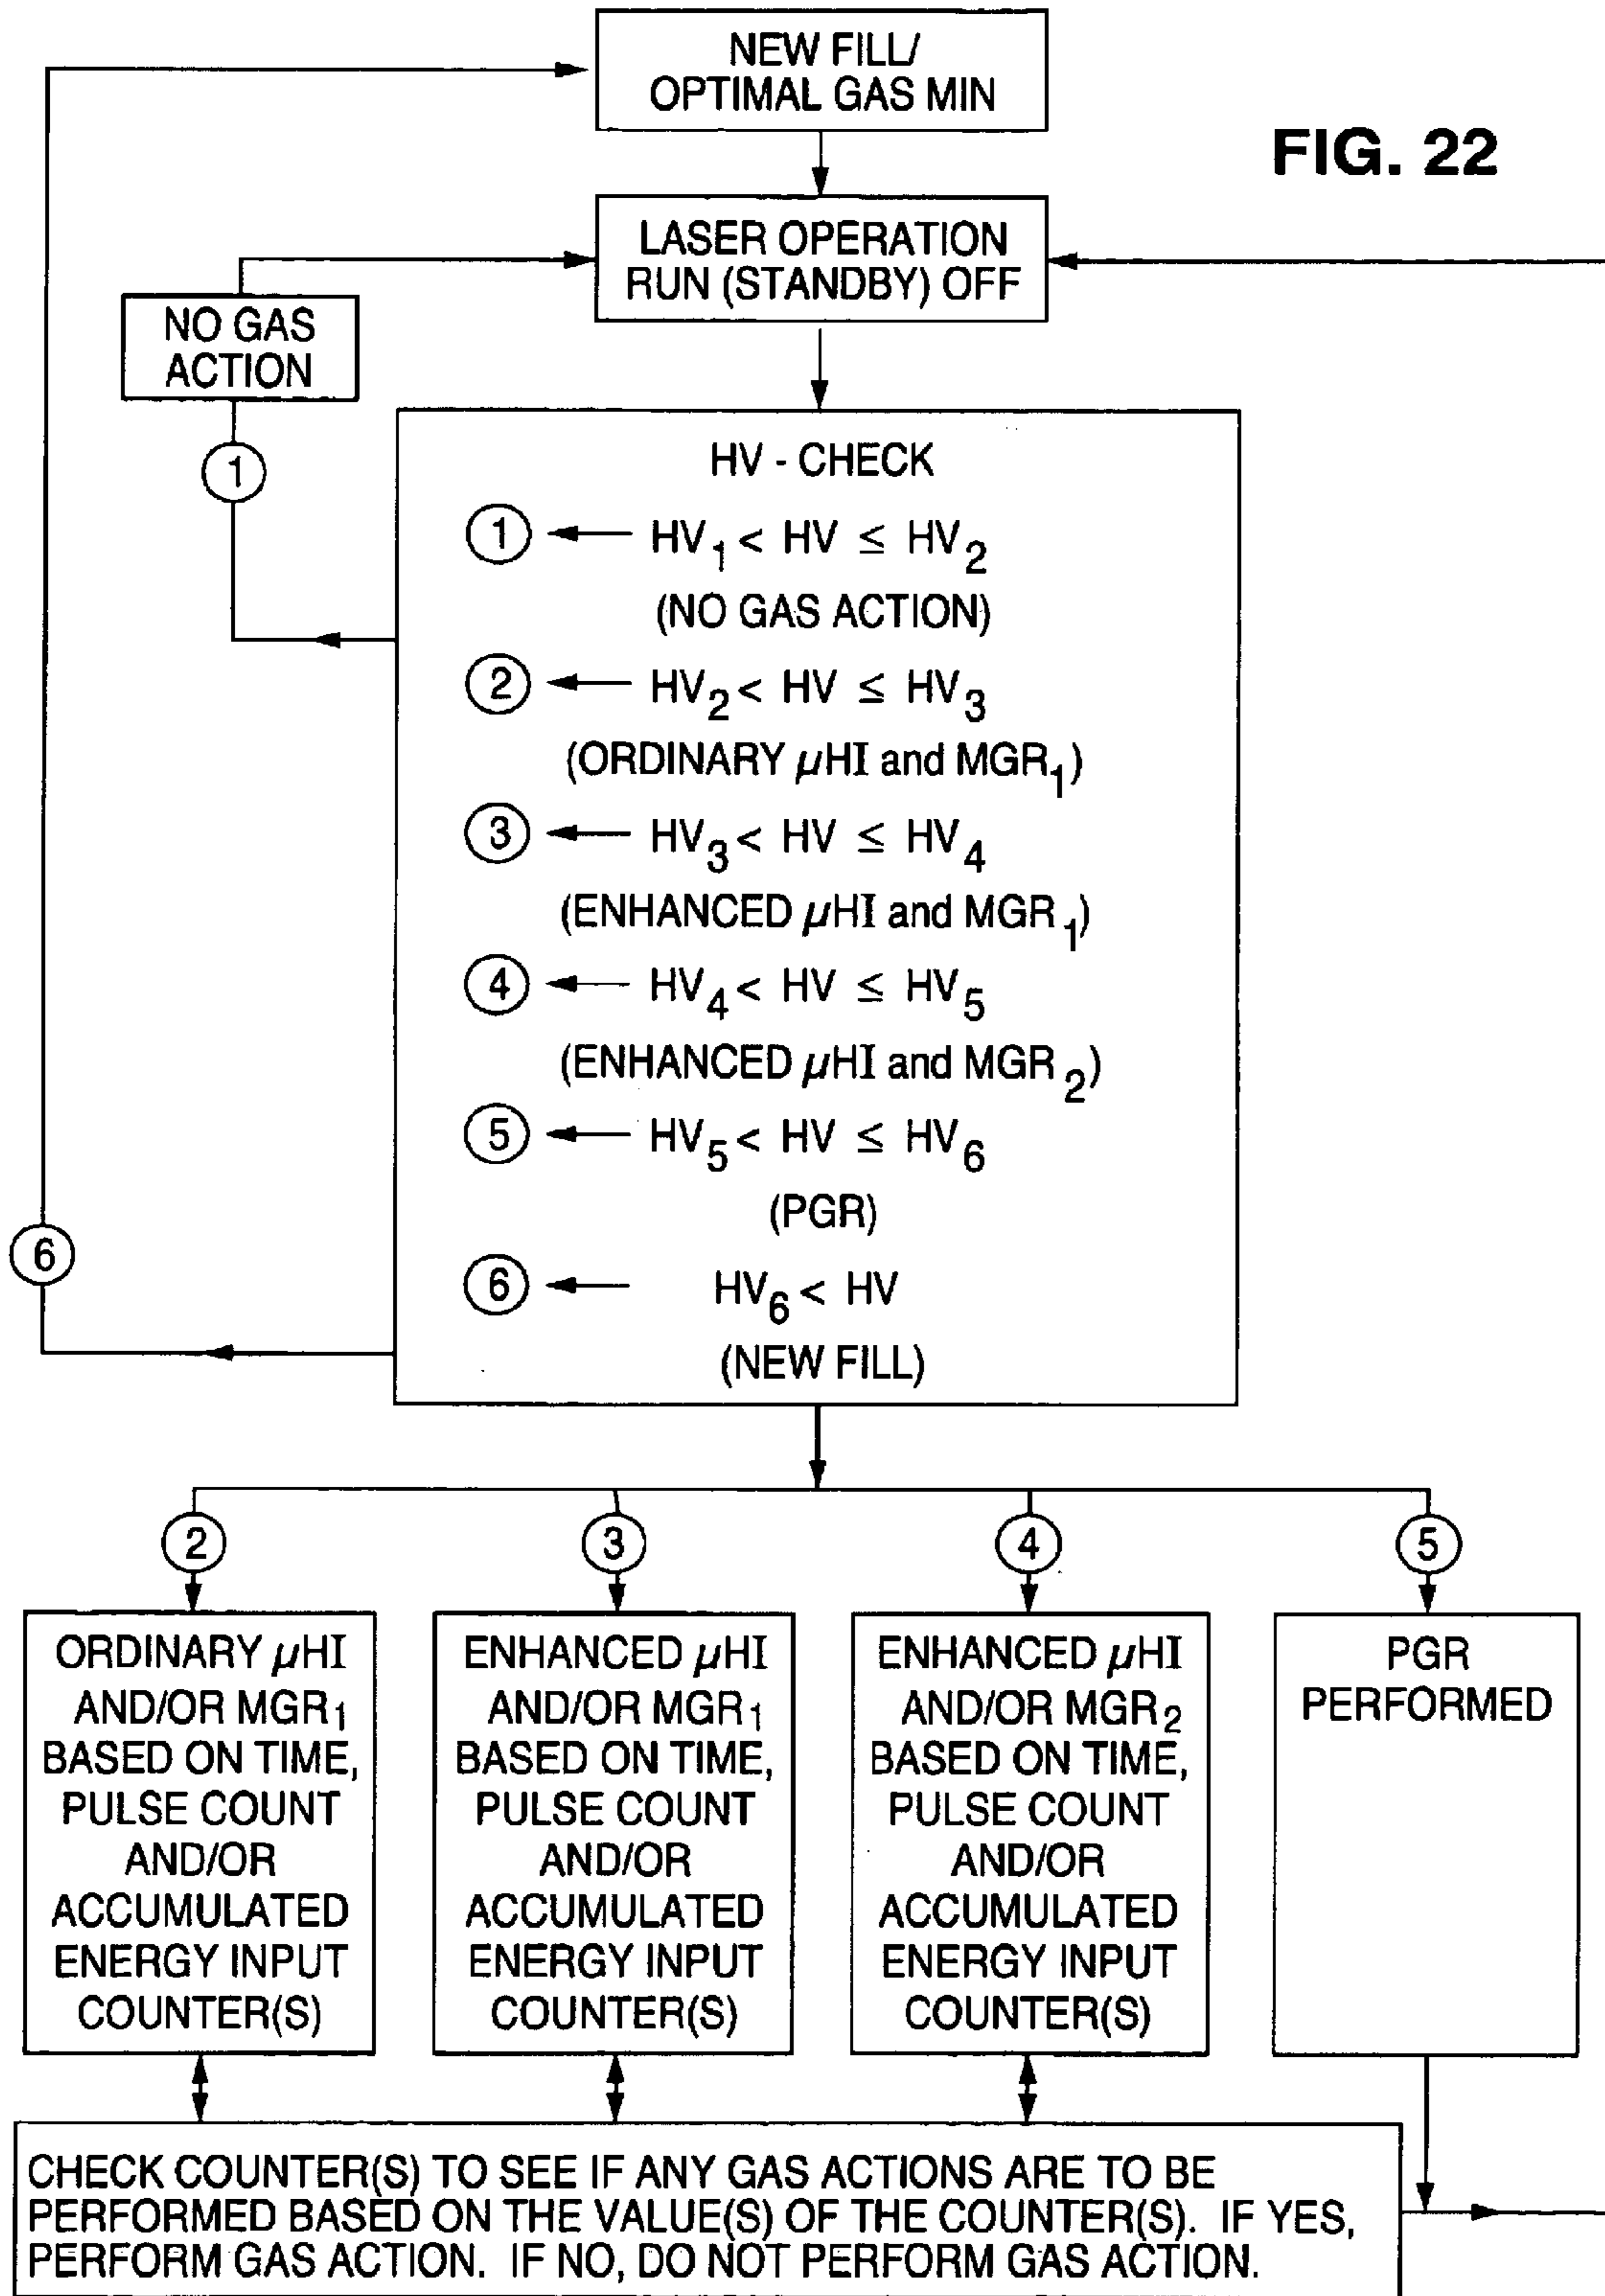 NEW FILL/
OPTIMAL GAS MIN
FIG. 22
LASER OPERATION
RUN (STANDBY) OFF
NO GAS
ACTION
1
HV - CHECK
1 HV1 < HV ≤ HV2
(NO GAS ACTION)
2 HV2 < HV ≤ HV3
(ORDINARY μHI and MGR1)
3 HV3 < HV ≤ HV4
(ENHANCED μHI and MGR1)
4 HV4 < HV ≤ HV5
(ENHANCED μHI and MGR2)
5 HV5 < HV ≤ HV6
(PGR)
6 HV6 < HV
(NEW FILL)
6
2
3
4
5
ORDINARY μHI
AND/OR MGR1
BASED ON TIME,
PULSE COUNT
AND/OR
ACCUMULATED
ENERGY INPUT
COUNTER(S)
ENHANCED μHI
AND/OR MGR1
BASED ON TIME,
PULSE COUNT
AND/OR
ACCUMULATED
ENERGY INPUT
COUNTER(S)
ENHANCED μHI
AND/OR MGR2
BASED ON TIME,
PULSE COUNT
AND/OR
ACCUMULATED
ENERGY INPUT
COUNTER(S)
PGR
PERFORMED
CHECK COUNTER(S) TO SEE IF ANY GAS ACTIONS ARE TO BE
PERFORMED BASED ON THE VALUE(S) OF THE COUNTER(S). IF YES,
PERFORM GAS ACTION. IF NO, DO NOT PERFORM GAS ACTION.